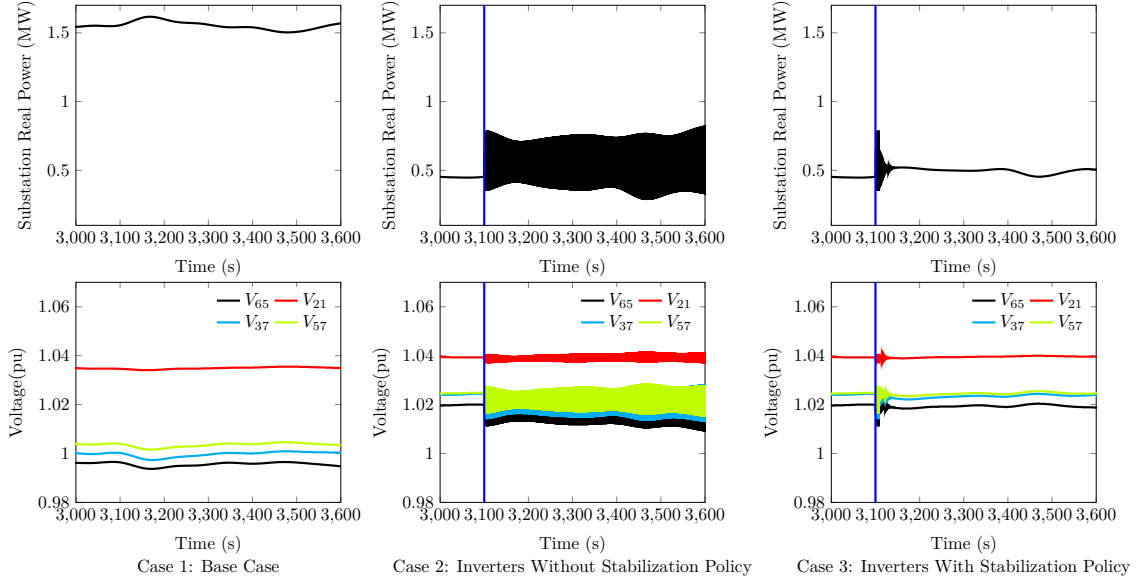 Substation Real Power (MW)
1.5
1
0.5
3,000 3,100 3,200 3,300 3,400 3,500 3,600
Time (s)
Substation Real Power (MW)
1.5
1
0.5
3,000 3,100 3,200 3,300 3,400 3,500 3,600
Time (s)
Substation Real Power (MW)
1.5
1
0.5
3,000 3,100 3,200 3,300 3,400 3,500 3,600
Time (s)
Voltage(pu)
1.06
1.04
1.02
1
0.98
V65 V21
V37 V57
3,000 3,100 3,200 3,300 3,400 3,500 3,600
Time (s)
Case 1: Base Case
Voltage(pu)
1.06
1.04
1.02
1
0.98
V65 V21
V37 V57
3,000 3,100 3,200 3,300 3,400 3,500 3,600
Time (s)
Case 2: Inverters Without Stabilization Policy
Voltage(pu)
1.06
1.04
1.02
1
0.98
V65 V21
V37 V57
3,000 3,100 3,200 3,300 3,400 3,500 3,600
Time (s)
Case 3: Inverters With Stabilization Policy